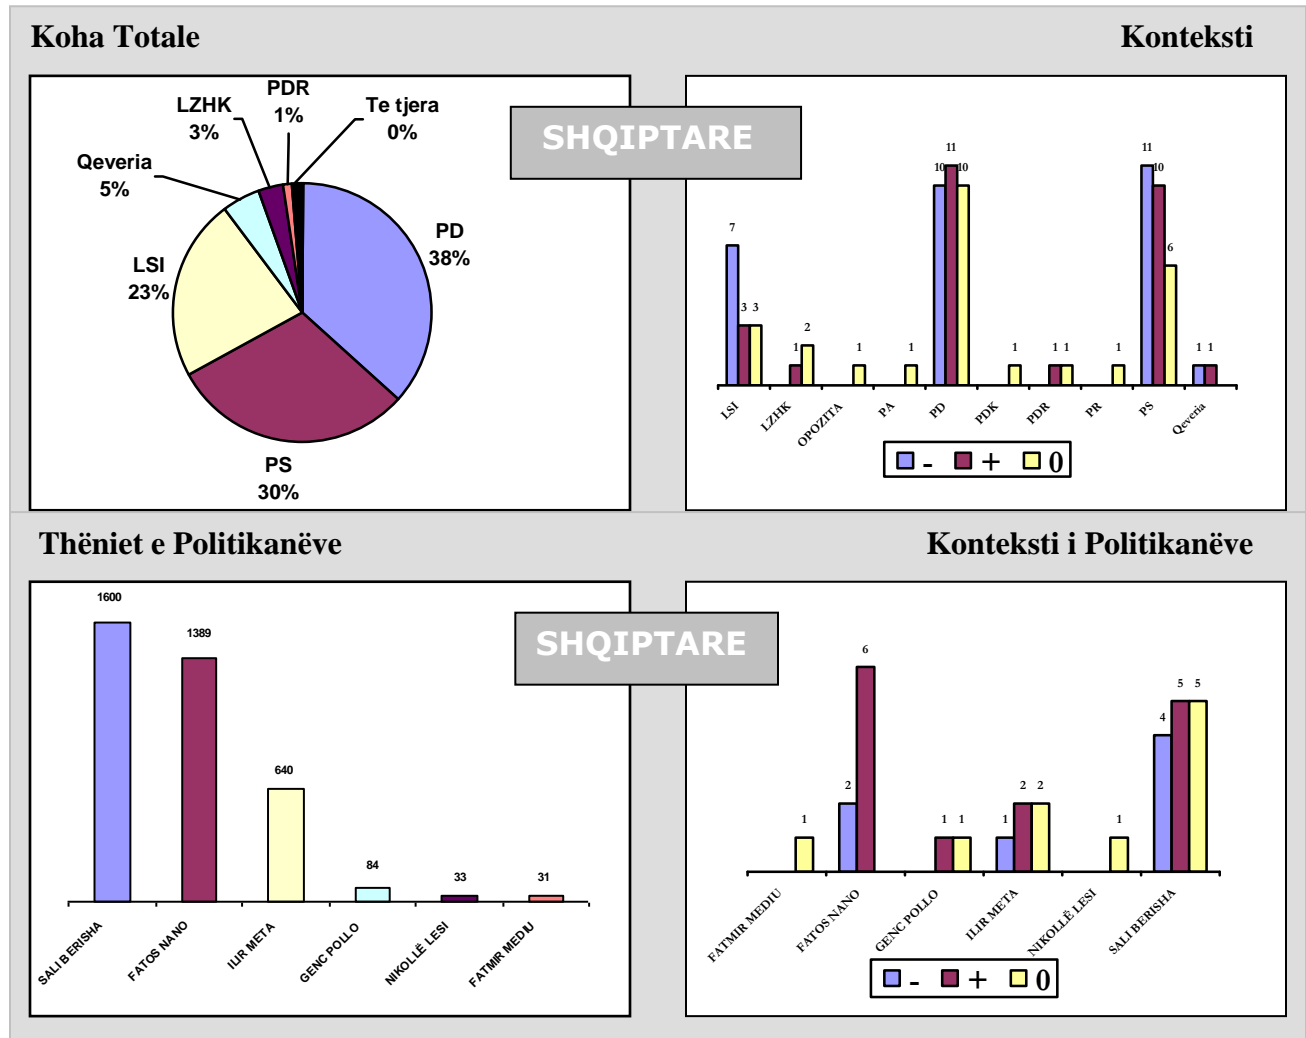 Koha Totale
Konteksti
SHQIPTARE
PDR
1%
LZHK
3%
Te tjera
0%
Qeveria
5%
PD
38%
LSI
23%
PS
30%
11
11
10
10
10
7
6
3 3
2
1
1
1
1
1 1
1
1 1
LSI
LZHK
OPOZITA
PA
PD
PDK
PDR
PR
PS
Qeveria
- + 0
Thëniet e Politikanëve
Konteksti i Politikanëve
SHQIPTARE
1600
1389
640
84
33
31
SALI BERISHA
FATOS NANO
ILIR META
GENC POLLO
NIKOLLË LESI
FATMIR MEDIU
6
5 5
4
2
2 2
1
1 1
1
1
FATMIR MEDIU
FATOS NANO
GENC POLLO
ILIR META
NIKOLLË LESI
SALI BERISHA
- + 0